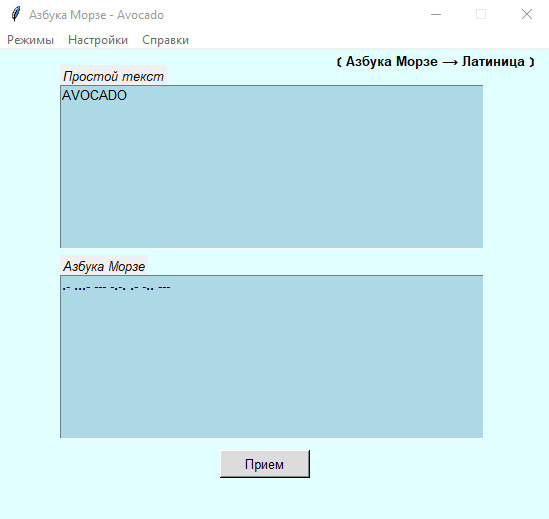 Азбука Морзе - Avocado
Режимы Настройки Справки
( Азбука Морзе → Латиница )
Простой текст
AVOCADO
Азбука Морзе
.- ...- --- -.-. .- -.. ---
Прием